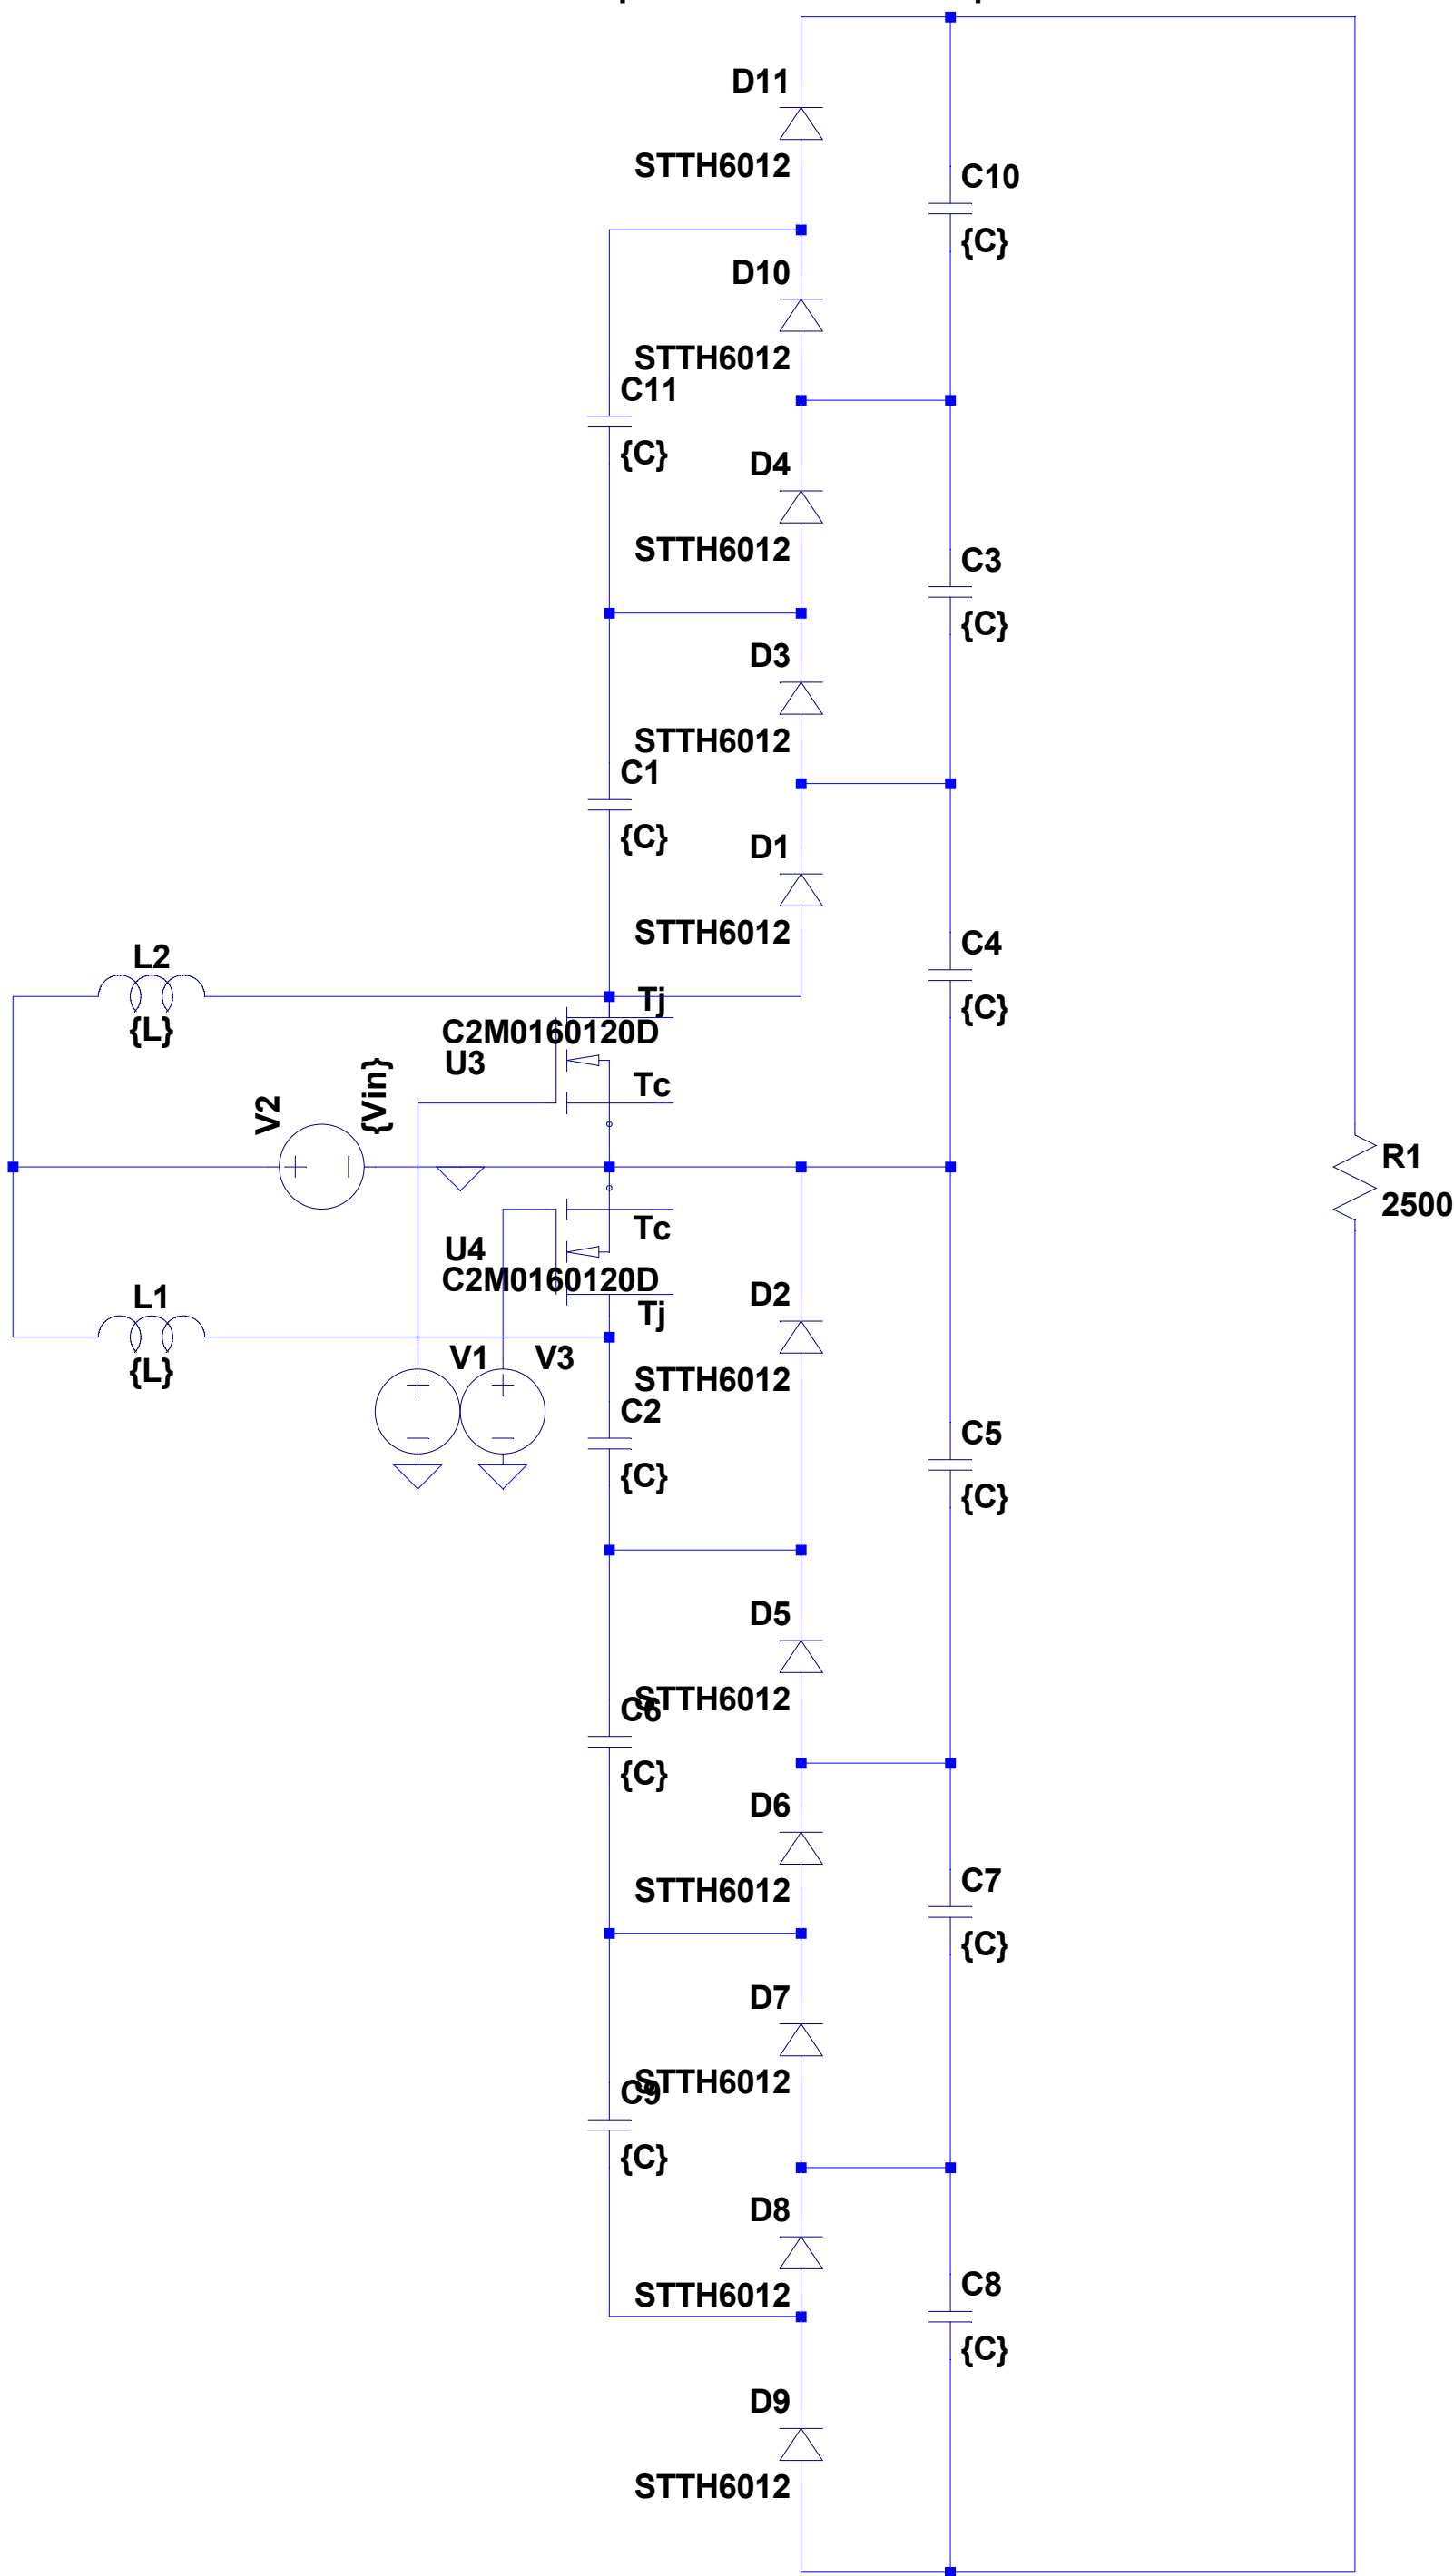 D11
STTH6012
C10
{C}
D10
STTH6012
C11
{C}
D4
STTH6012
C3
{C}
D3
STTH6012
C1
{C}
D1
STTH6012
C4
{C}
L2
{L}
Tj
C2M0160120D
U3
Tc
V2
{Vin}
R1
2500
Tc
U4
C2M0160120D
Tj
L1
{L}
D2
STTH6012
V1
V3
C2
{C}
C5
{C}
D5
STTH6012
C6
{C}
D6
STTH6012
C7
{C}
D7
STTH6012
C9
{C}
D8
STTH6012
C8
{C}
D9
STTH6012